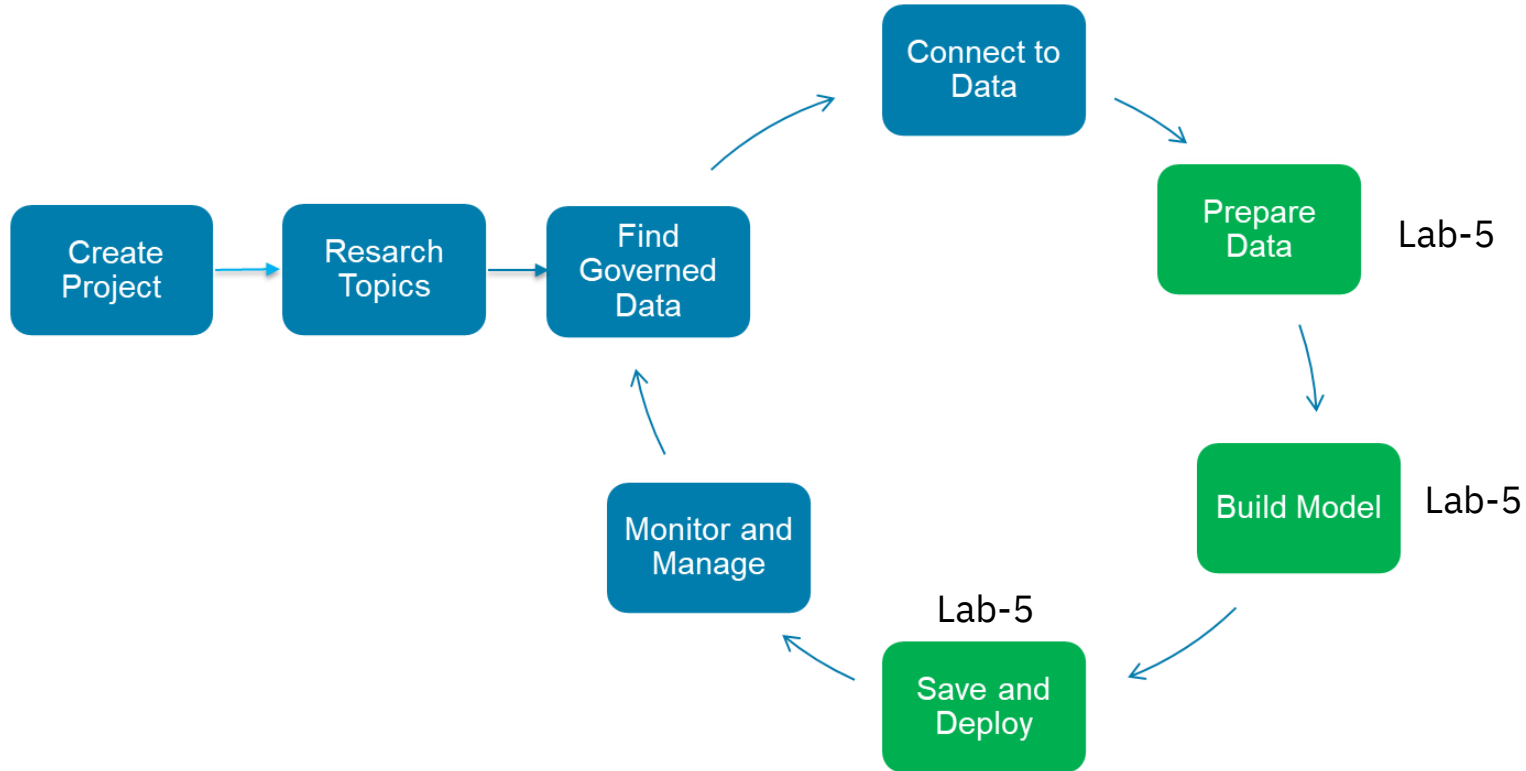 Create
Project
Resarch
Topics
Find
Governed
Data
Connect to
Data
Prepare
Data
Lab-5
Build Model
Lab-5
Lab-5
Save and
Deploy
Monitor and
Manage